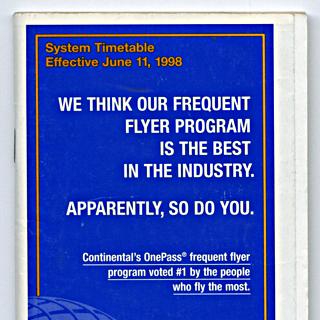 System Timetable
Effective June 11, 1998
WE THINK OUR FREQUENT
FLYER PROGRAM
IS THE BEST
IN THE INDUSTRY.
APPARENTLY, SO DO YOU.
Continental's OnePass® frequent flyer
program voted #1 by the people
who fly the most.